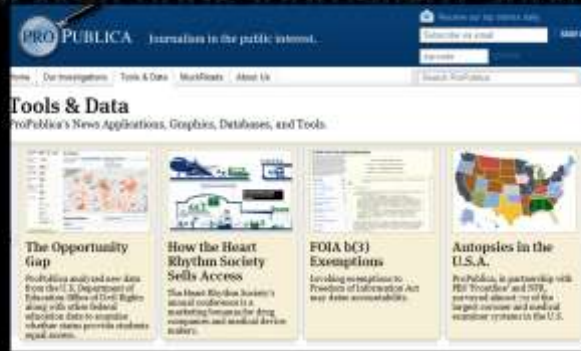 PRO PUBLICA Journalism in the public interest.
Receive our top stories daily
Subscribe via email
Home Our Investigations Tools & Data MuckReads About Us
Search ProPublica
Tools & Data
ProPublica's News Applications, Graphics, Databases, and Tools.
The Opportunity
Gap
ProPublica analyzed new data
from the U.S. Department of
Education Office of Civil Rights
along with other federal
education data to examine
whether states provide students
equal access.
How the Heart
Rhythm Society
Sells Access
The Heart Rhythm Society's
annual conference is a
marketing bonanza for drug
companies and medical device
makers.
FOIA b(3)
Exemptions
Invoking exemptions to
Freedom of Information Act
may defeat accountability.
Autopsies in the
U.S.A.
ProPublica, in partnership with
PBS "Frontline" and NPR,
surveyed almost 70 of the
largest coroner and medical
examiner systems in the U.S.